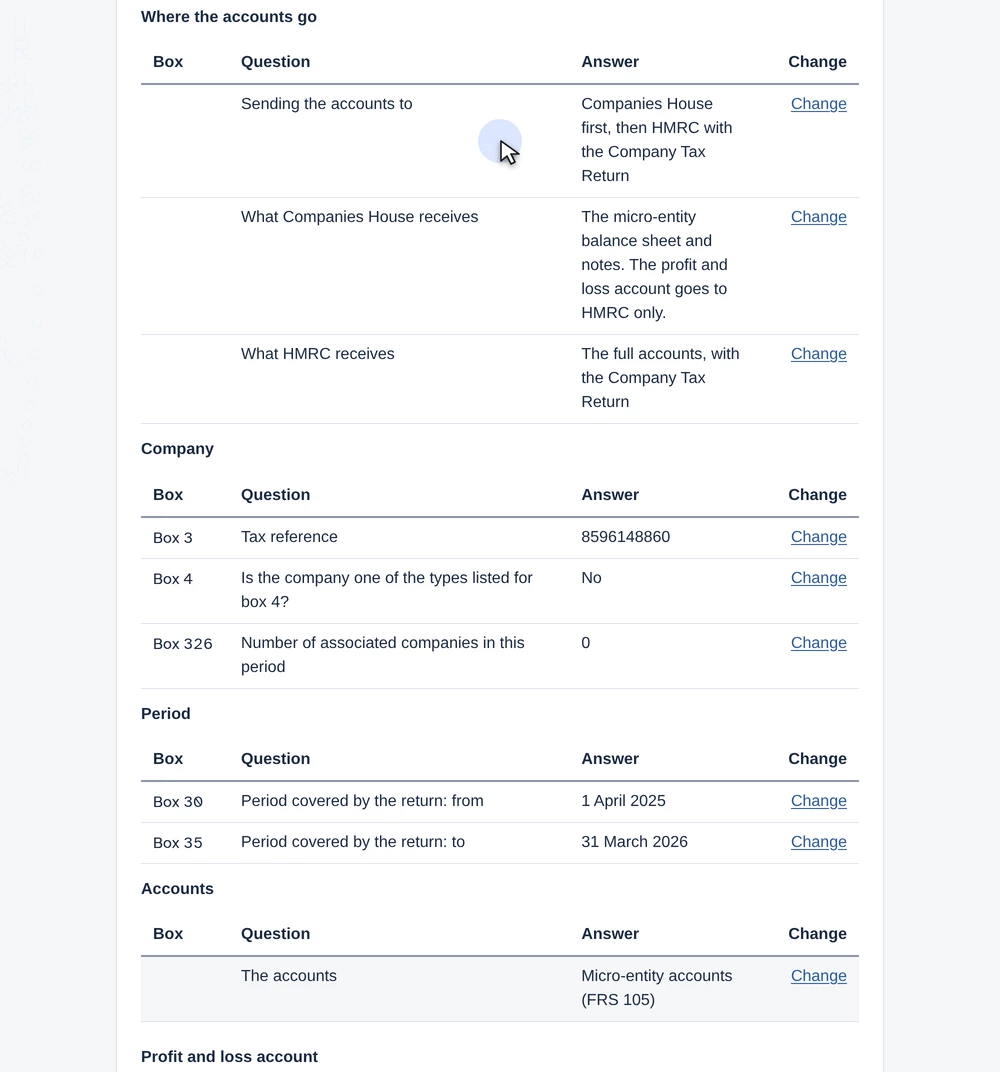 Where the accounts go
Box Question Answer Change
Sending the accounts to Companies House first, then HMRC with the Company Tax Return Change
What Companies House receives The micro-entity balance sheet and notes. The profit and loss account goes to HMRC only. Change
What HMRC receives The full accounts, with the Company Tax Return Change
Company
Box Question Answer Change
Box 3 Tax reference 8596148860 Change
Box 4 Is the company one of the types listed for box 4? No Change
Box 326 Number of associated companies in this period 0 Change
Period
Box Question Answer Change
Box 30 Period covered by the return: from 1 April 2025 Change
Box 35 Period covered by the return: to 31 March 2026 Change
Accounts
Box Question Answer Change
The accounts Micro-entity accounts (FRS 105) Change
Profit and loss account